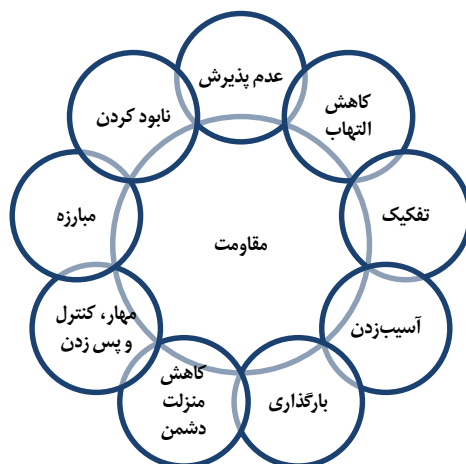 عدم پذیرش
کاهش
التهاب
تفکیک
آسیب‌زدن
بارگذاری
کاهش
منزلت
دشمن
مهار، کنترل
و پس زدن
مبارزه
نابود کردن
مقاومت